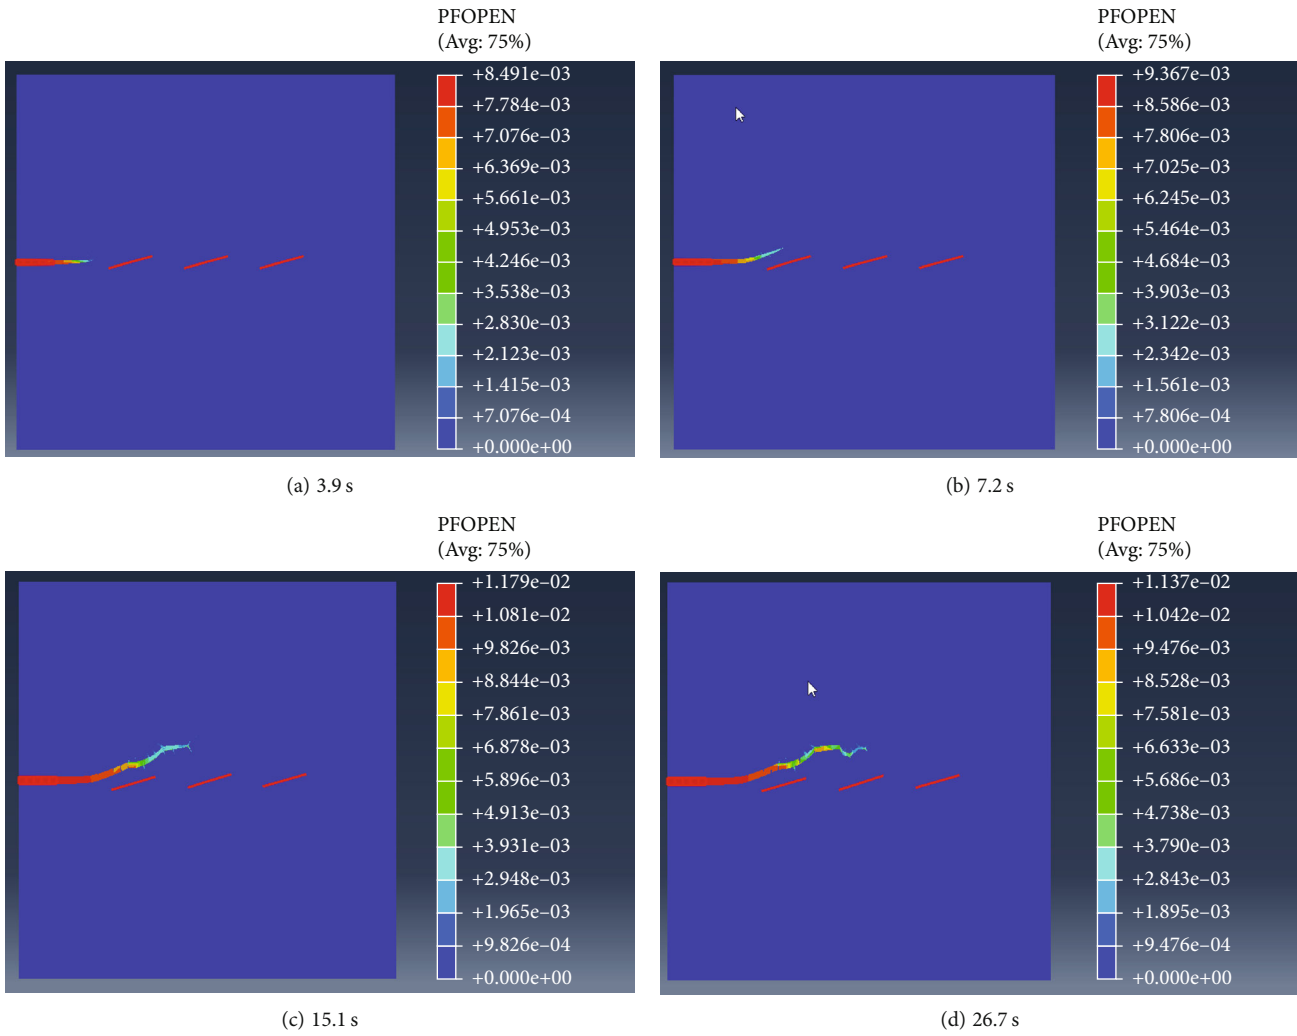 PFOPEN
(Avg: 75%)
+8.491e−03
+7.784e−03
+7.076e−03
+6.369e−03
+5.661e−03
+4.953e−03
+4.246e−03
+3.538e−03
+2.830e−03
+2.123e−03
+1.415e−03
+7.076e−04
+0.000e+00
(a) 3.9 s
PFOPEN
(Avg: 75%)
+9.367e−03
+8.586e−03
+7.806e−03
+7.025e−03
+6.245e−03
+5.464e−03
+4.684e−03
+3.903e−03
+3.122e−03
+2.342e−03
+1.561e−03
+7.806e−04
+0.000e+00
(b) 7.2 s
PFOPEN
(Avg: 75%)
+1.179e−02
+1.081e−02
+9.826e−03
+8.844e−03
+7.861e−03
+6.878e−03
+5.896e−03
+4.913e−03
+3.931e−03
+2.948e−03
+1.965e−03
+9.826e−04
+0.000e+00
(c) 15.1 s
PFOPEN
(Avg: 75%)
+1.137e−02
+1.042e−02
+9.476e−03
+8.528e−03
+7.581e−03
+6.633e−03
+5.686e−03
+4.738e−03
+3.790e−03
+2.843e−03
+1.895e−03
+9.476e−04
+0.000e+00
(d) 26.7 s